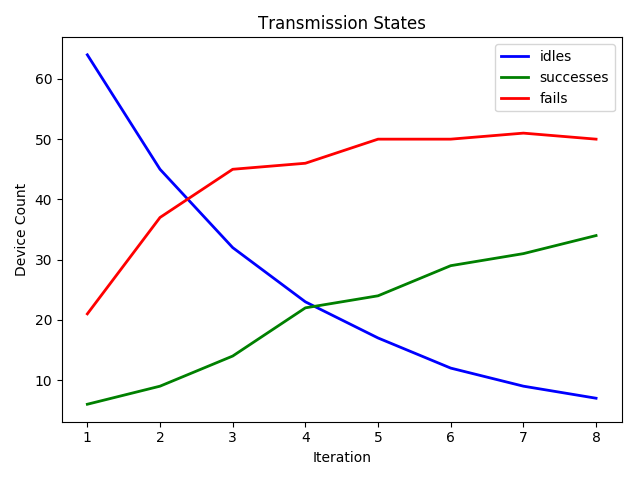 Transmission States
idles
successes
fails
Device Count
60
50
40
30
20
10
1 2 3 4 5 6 7 8
Iteration